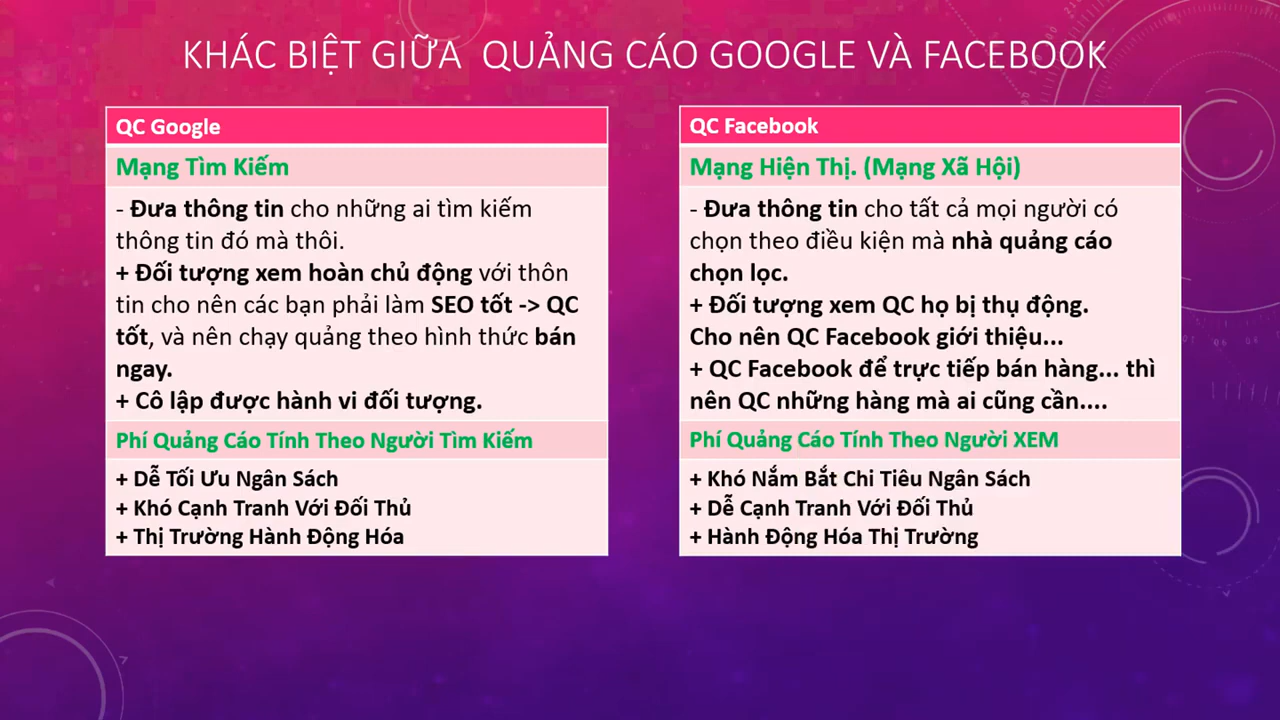 KHÁC BIỆT GIỮA QUẢNG CÁO GOOGLE VÀ FACEBOOK
QC Google
Mạng Tìm Kiếm
- Đưa thông tin cho những ai tìm kiếm
thông tin đó mà thôi.
+ Đối tượng xem hoàn chủ động với thôn
tin cho nên các bạn phải làm SEO tốt -> QC
tốt, và nên chạy quảng theo hình thức bán
ngay.
+ Cô lập được hành vi đối tượng.
Phí Quảng Cáo Tính Theo Người Tìm Kiếm
+ Dễ Tối Ưu Ngân Sách
+ Khó Cạnh Tranh Với Đối Thủ
+ Thị Trường Hành Động Hóa
QC Facebook
Mạng Hiện Thị. (Mạng Xã Hội)
- Đưa thông tin cho tất cả mọi người có
chọn theo điều kiện mà nhà quảng cáo
chọn lọc.
+ Đối tượng xem QC họ bị thụ động.
Cho nên QC Facebook giới thiệu...
+ QC Facebook để trực tiếp bán hàng... thì
nên QC những hàng mà ai cũng cần....
Phí Quảng Cáo Tính Theo Người XEM
+ Khó Nắm Bắt Chi Tiêu Ngân Sách
+ Dễ Cạnh Tranh Với Đối Thủ
+ Hành Động Hóa Thị Trường